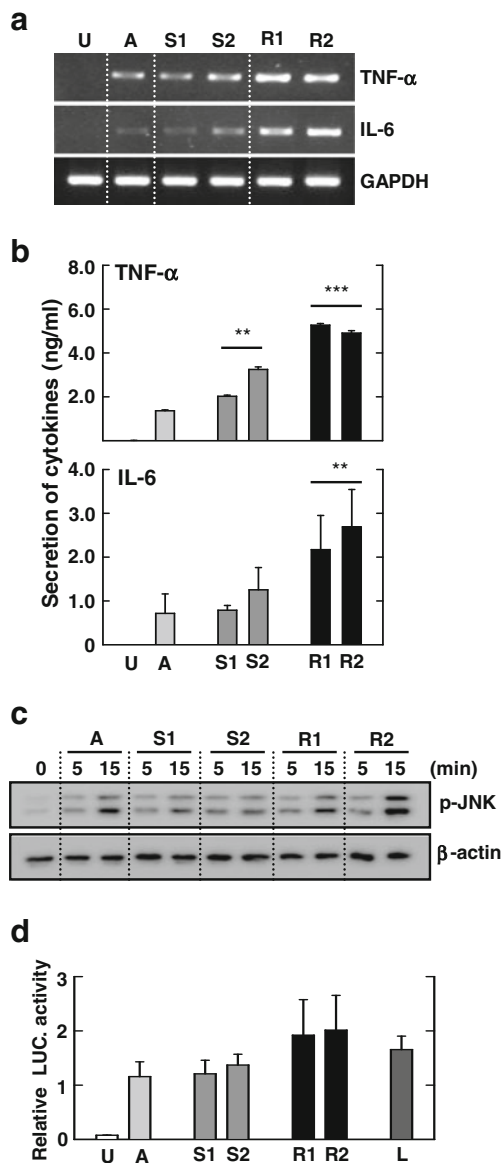 a
U A S1 S2 R1 R2
TNF-α
IL-6
GAPDH
b
Secretion of cytokines (ng/ml)
TNF-α
8.0
6.0
4.0
2.0
**
***
IL-6
4.0
3.0
2.0
1.0
0
**
U A S1 S2 R1 R2
c
A S1 S2 R1 R2
0 5 15 5 15 5 15 5 15 5 15 (min)
p-JNK
β-actin
d
Relative LUC. activity
3
2
1
0
U A S1 S2 R1 R2 L